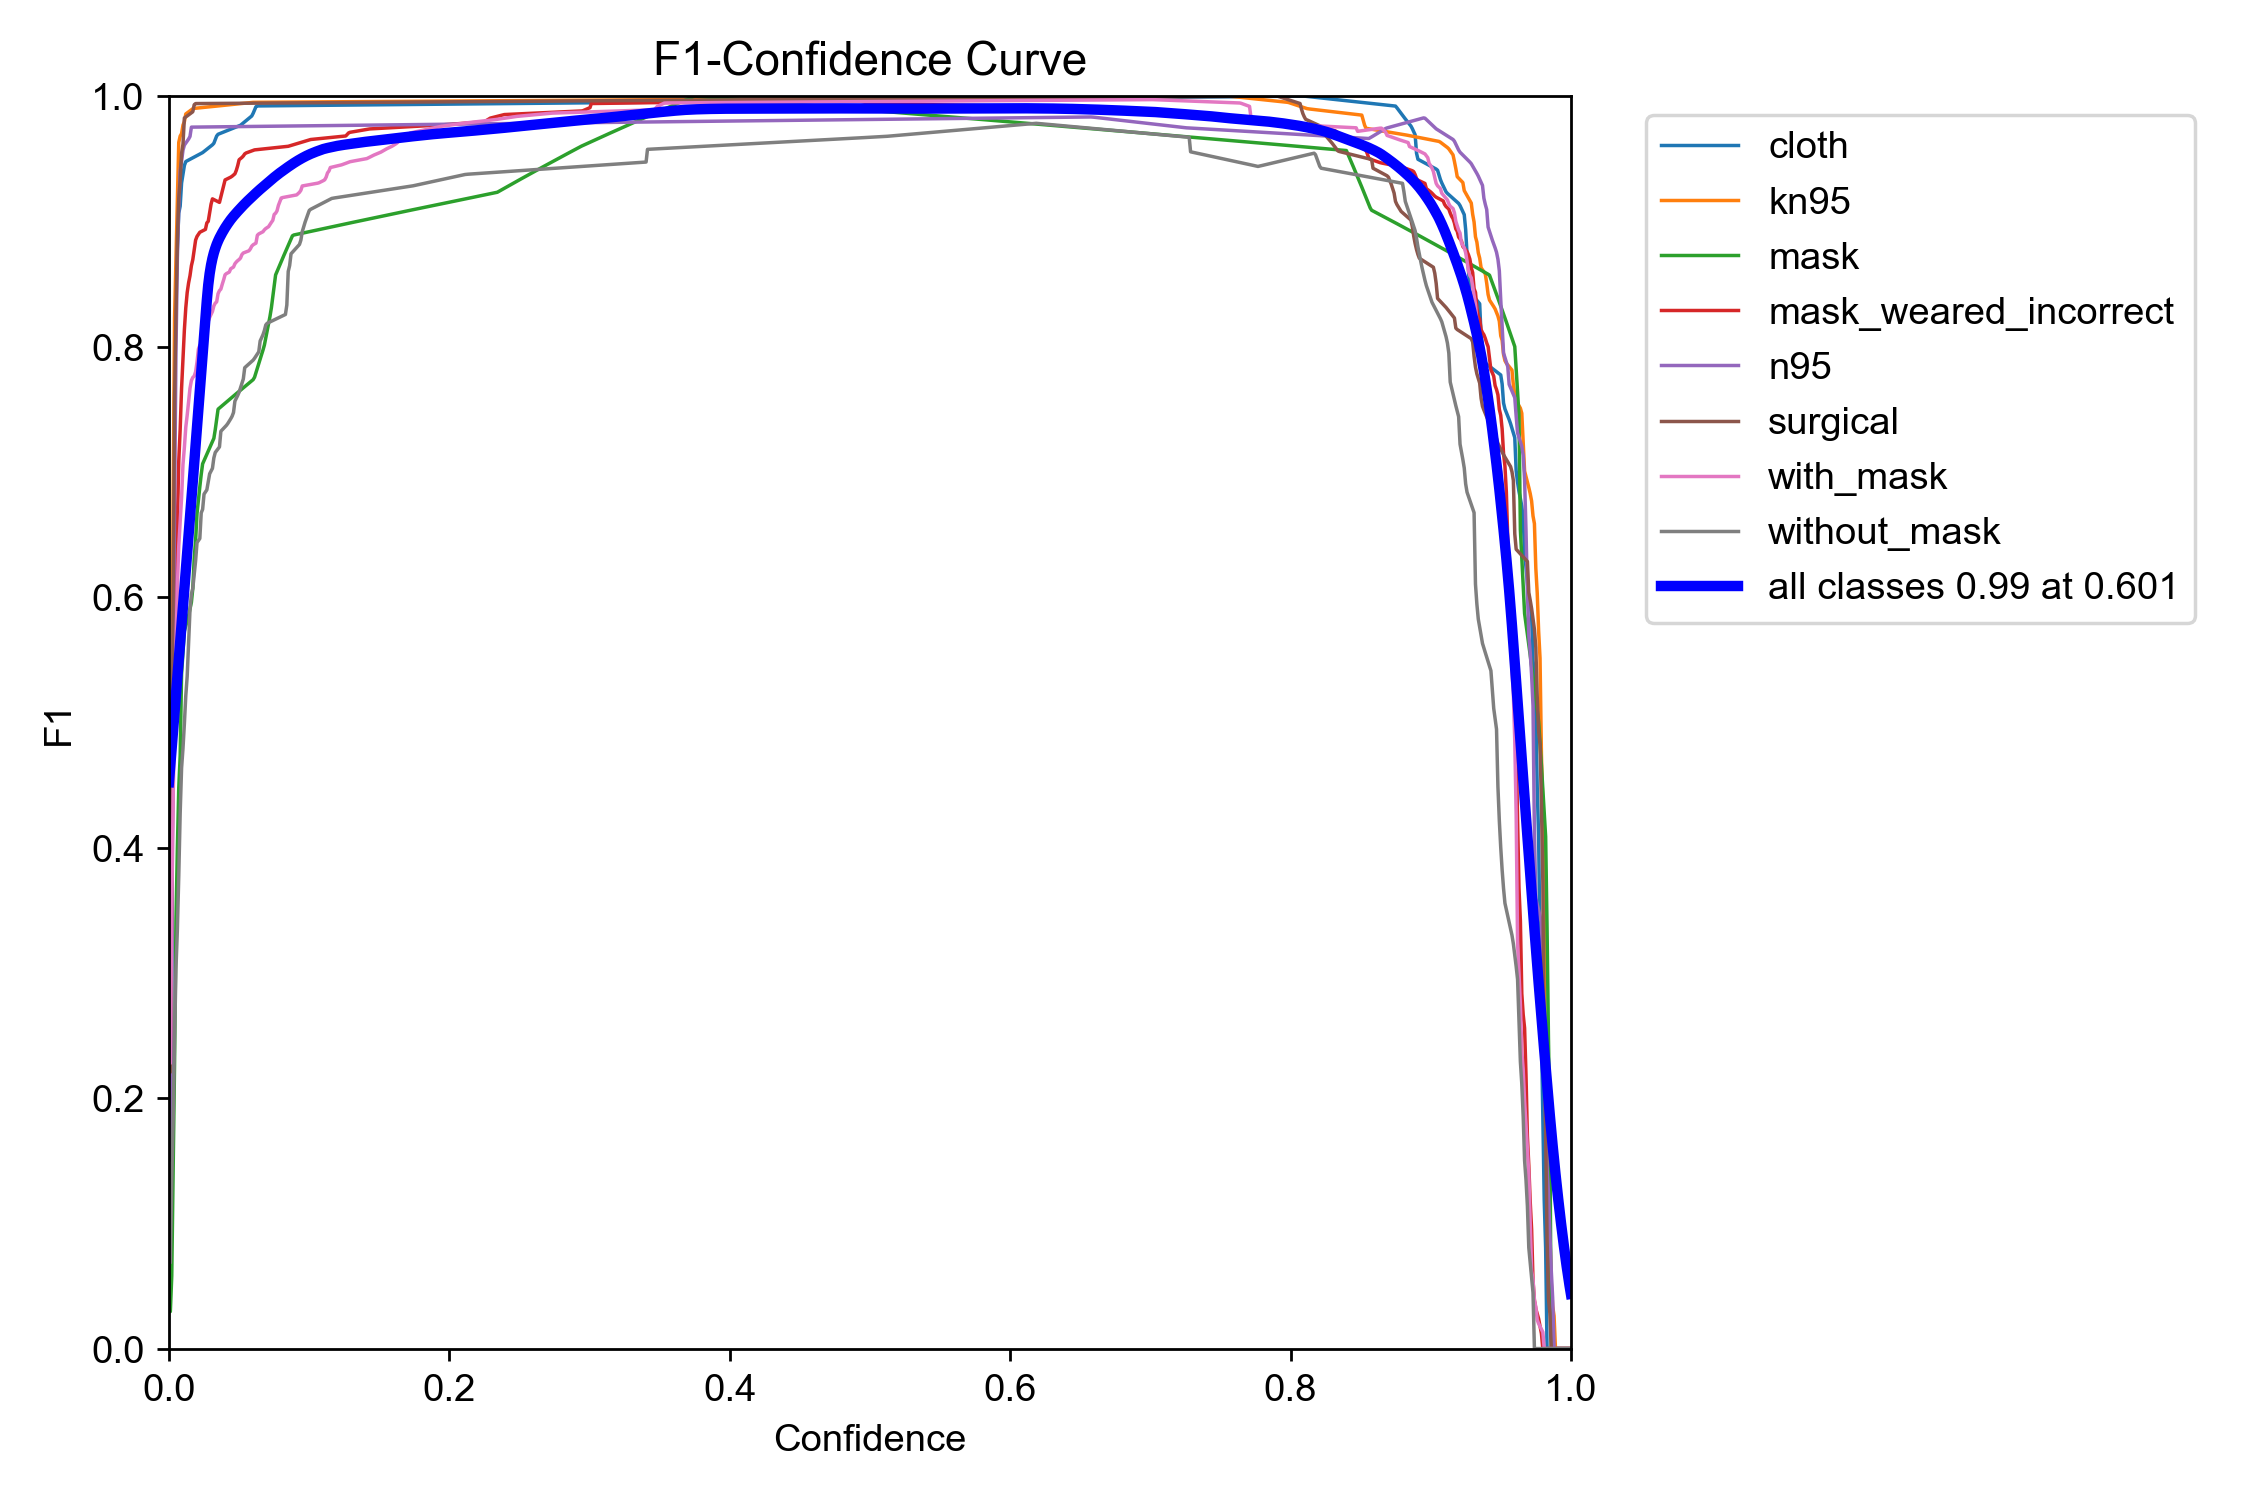 F1-Confidence Curve
1.0
0.8
0.6
0.4
0.2
0.0
F1
0.0 0.2 0.4 0.6 0.8 1.0
Confidence
cloth
kn95
mask
mask_weared_incorrect
n95
surgical
with_mask
without_mask
all classes 0.99 at 0.601